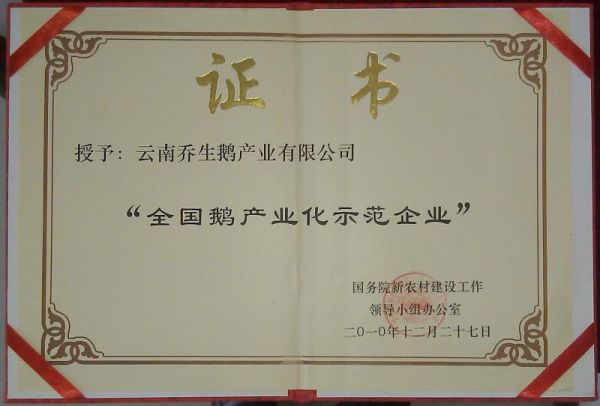 证书
授予：云南乔生鹅产业有限公司
“全国鹅产业化示范企业”
国务院新农村建设工作
领导小组办公室
二〇一〇年十二月二十七日